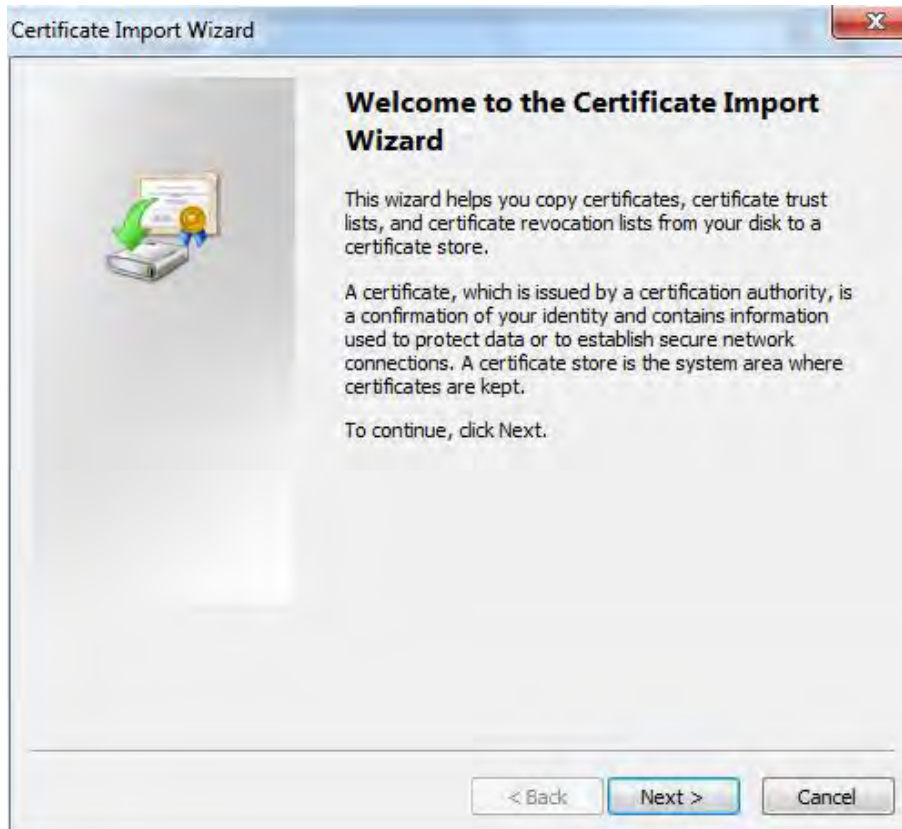 Certificate Import Wizard
Welcome to the Certificate Import
Wizard
This wizard helps you copy certificates, certificate trust
lists, and certificate revocation lists from your disk to a
certificate store.
A certificate, which is issued by a certification authority, is
a confirmation of your identity and contains information
used to protect data or to establish secure network
connections. A certificate store is the system area where
certificates are kept.
To continue, click Next.
< Back Next > Cancel